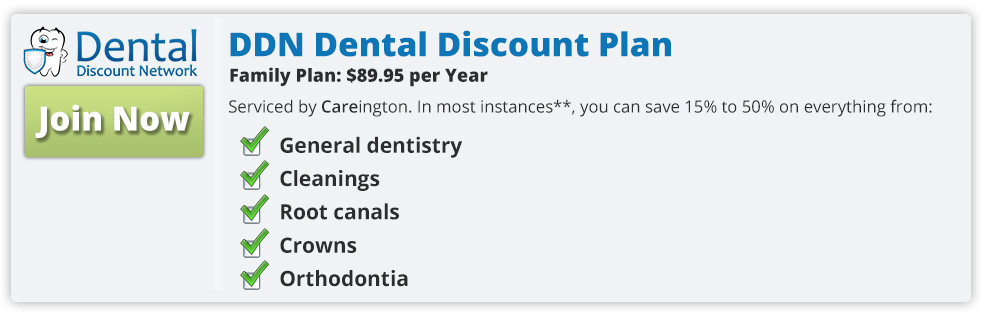 Dental
Discount Network
Join Now
DDN Dental Discount Plan
Family Plan: $89.95 per Year
Serviced by Careington. In most instances**, you can save 15% to 50% on everything from:
General dentistry
Cleanings
Root canals
Crowns
Orthodontia